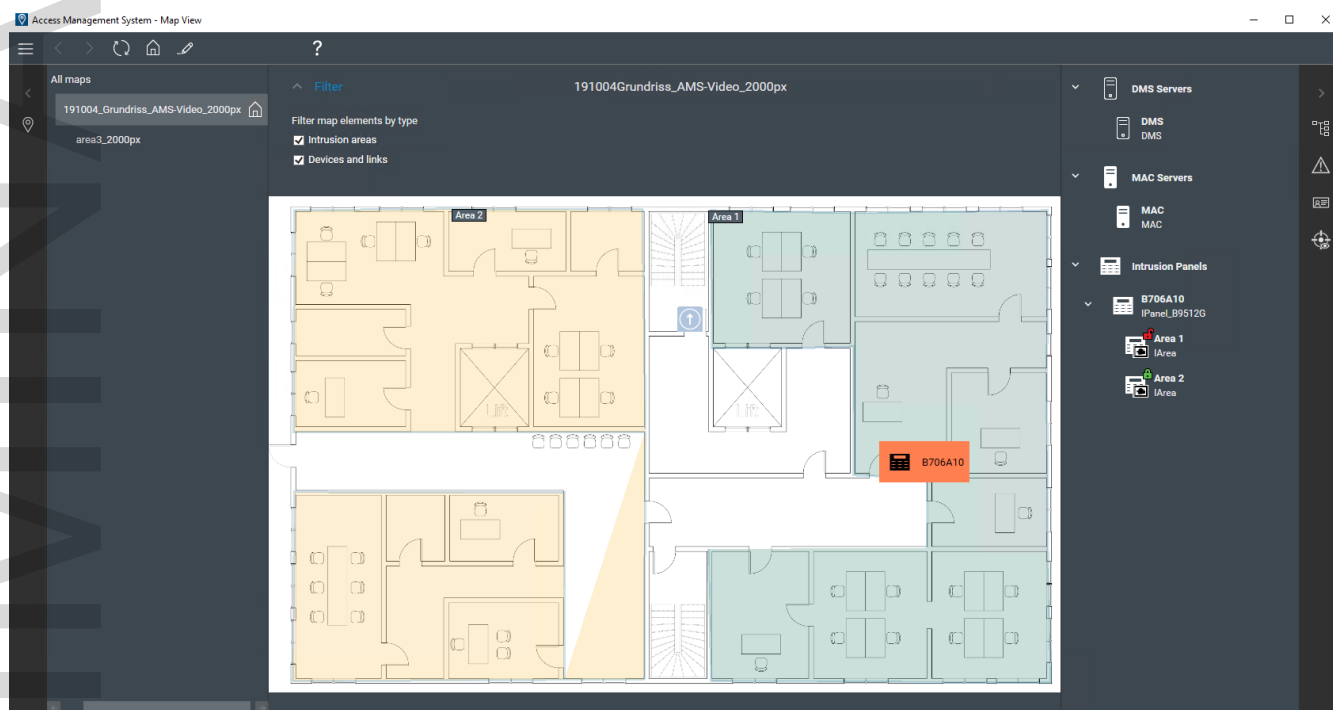 Access Management System - Map View
?
All maps
191004_Grundriss_AMS-Video_2000px
area3_2000px
Filter
191004Grundriss_AMS-Video_2000px
Filter map elements by type
Intrusion areas
Devices and links
Area 2
Area 1
Lift
Lift
B706A10
DMS Servers
DMS
DMS
MAC Servers
MAC
MAC
Intrusion Panels
B706A10
IPanel_B9512G
Area 1
IArea
Area 2
IArea